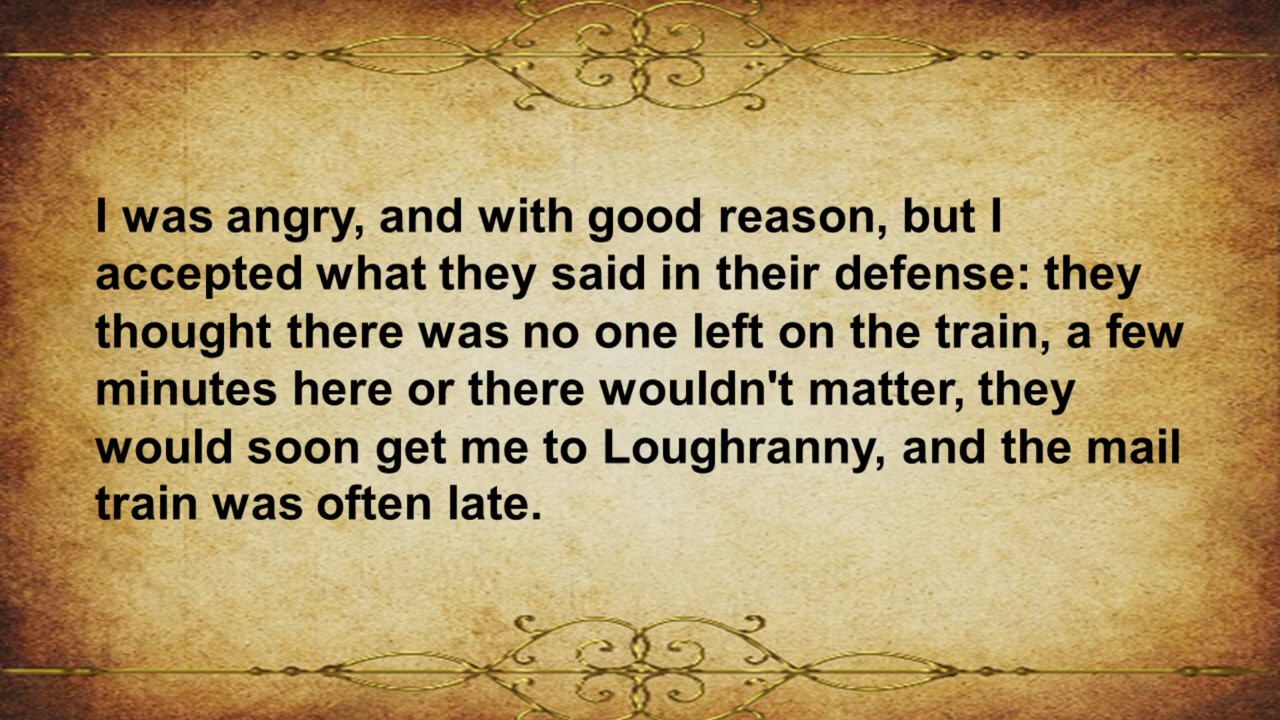 I was angry, and with good reason, but I
accepted what they said in their defense: they
thought there was no one left on the train, a few
minutes here or there wouldn't matter, they
would soon get me to Loughranny, and the mail
train was often late.